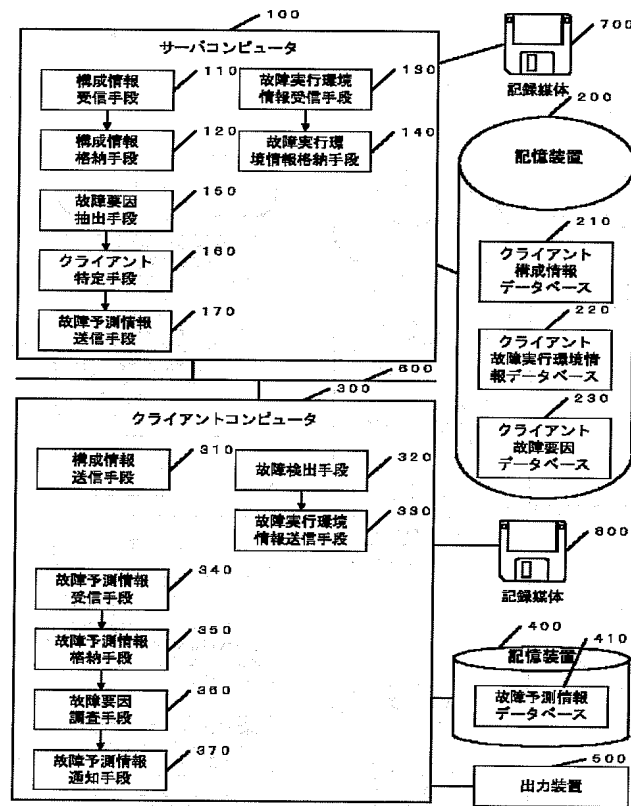 100
サーバコンピュータ
構成情報
受信手段
110
故障実行環境
情報受信手段
130
構成情報
格納手段
120
故障実行環
境情報格納手段
140
故障要因
抽出手段
150
クライアント
特定手段
160
故障予測情報
送信手段
170
700
記録媒体
200
記憶装置
210
クライアント
構成情報
データベース
220
クライアント
故障実行環境情
報データベース
230
クライアント
故障要因
データベース
600
300
クライアントコンピュータ
構成情報
送信手段
310
故障検出手段
320
故障実行環境
情報送信手段
330
故障予測情報
受信手段
340
故障予測情報
格納手段
350
故障要因
調査手段
360
故障予測情報
通知手段
370
800
記録媒体
400
記憶装置
410
故障予測情報
データベース
500
出力装置